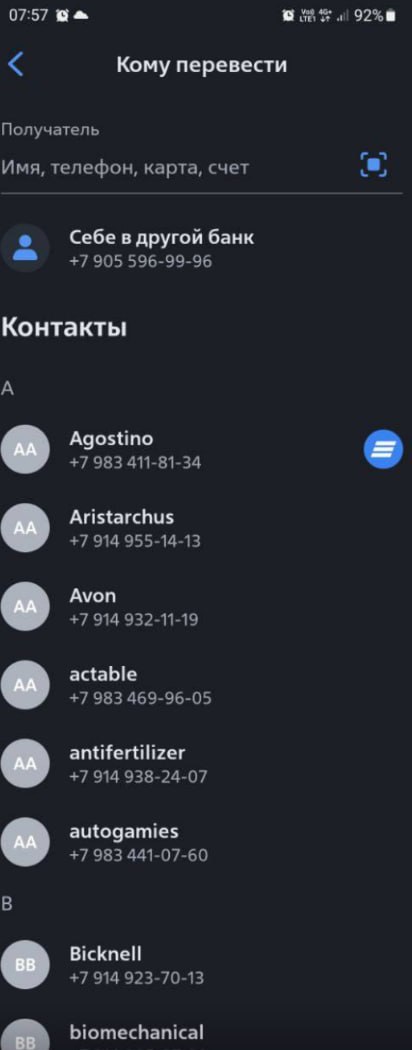 07:57
Vo)) 4G+ 92%
LTE1
Кому перевести
Получатель
Имя, телефон, карта, счет
Себе в другой банк
+7 905 596-99-96
Контакты
A
AA
Agostino
+7 983 411-81-34
AA
Aristarchus
+7 914 955-14-13
AA
Avon
+7 914 932-11-19
AA
actable
+7 983 469-96-05
AA
antifertilizer
+7 914 938-24-07
AA
autogamies
+7 983 441-07-60
B
BB
Bicknell
+7 914 923-70-13
BB
biomechanical